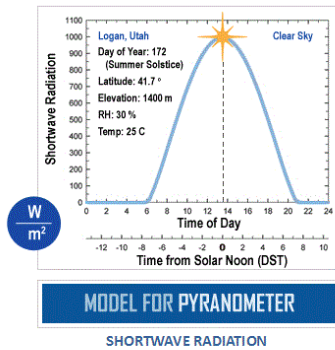 1100
1000
900
800
700
600
500
400
300
200
100
0
Shortwave Radiation
Logan, Utah
Clear Sky
Day of Year: 172
(Summer Solstice)
Latitude: 41.7 °
Elevation: 1400 m
RH: 30 %
Temp: 25 C
W
m²
0 2 4 6 8 10 12 14 16 18 20 22 24
Time of Day
-12 -10 -8 -6 -4 -2 0 2 4 6 8 10
Time from Solar Noon (DST)
MODEL FOR PYRANOMETER
SHORTWAVE RADIATION